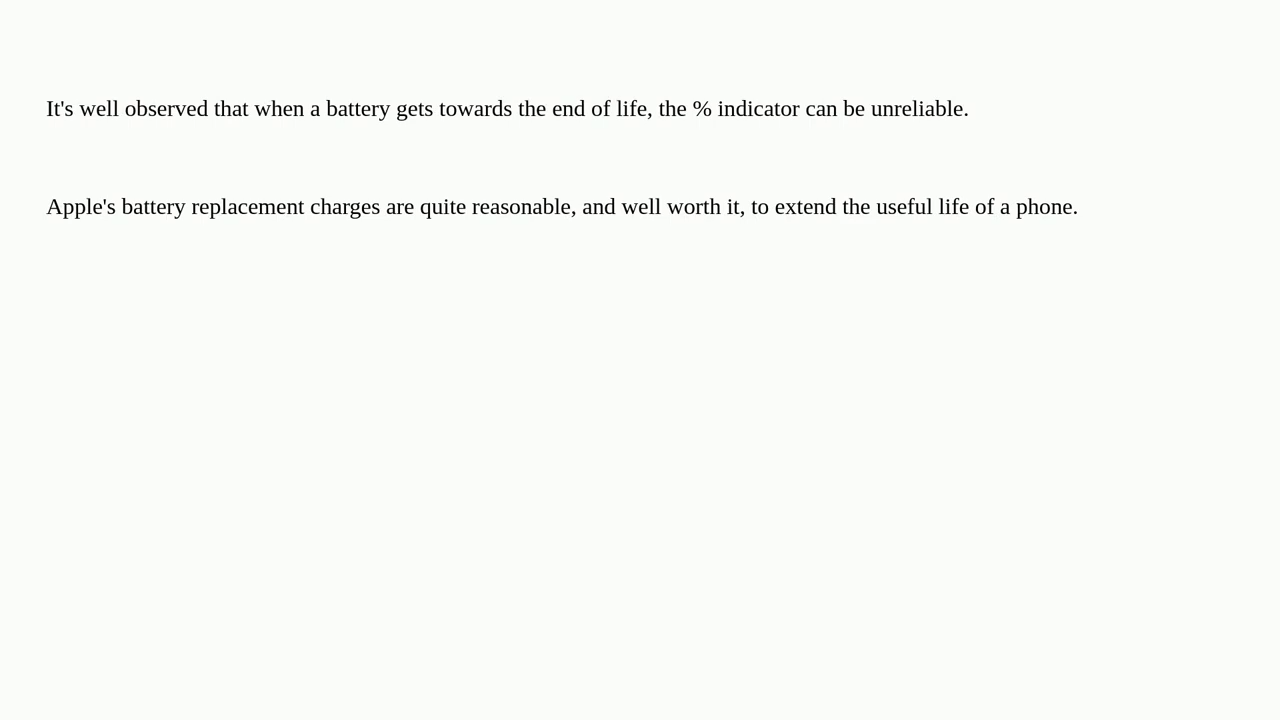 It's well observed that when a battery gets towards the end of life, the % indicator can be unreliable.
Apple's battery replacement charges are quite reasonable, and well worth it, to extend the useful life of a phone.